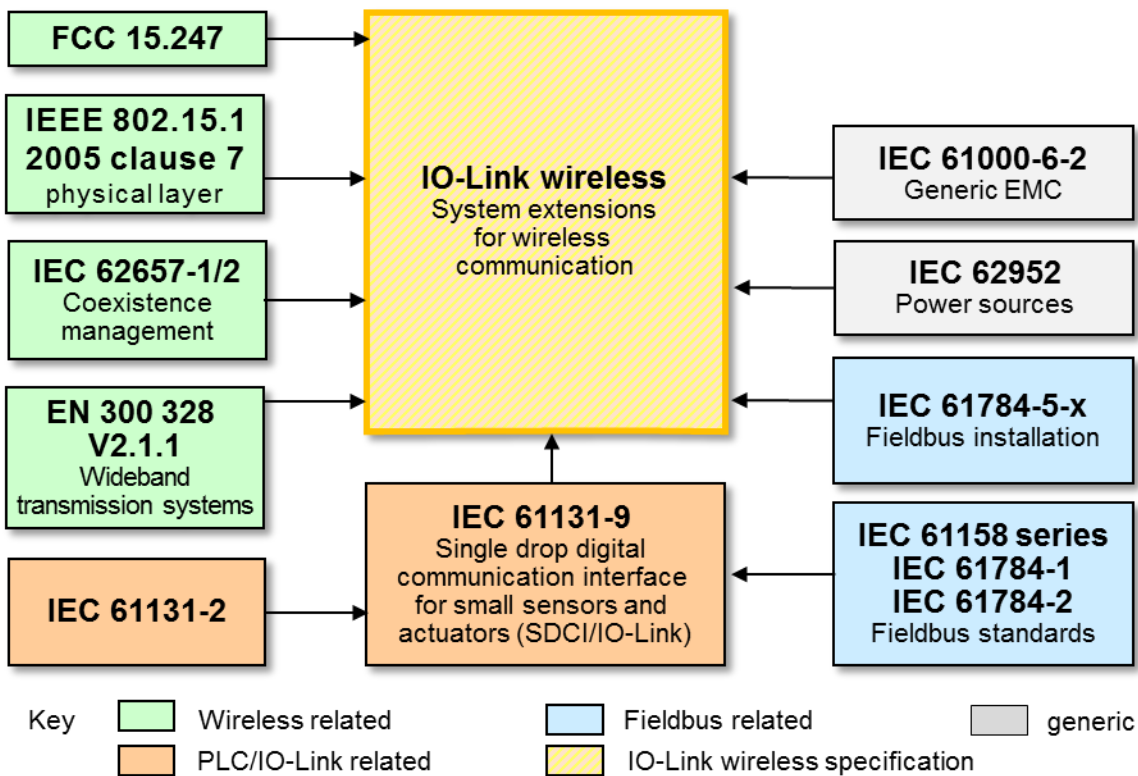 FCC 15.247
IEEE 802.15.1
2005 clause 7
physical layer
IEC 62657-1/2
Coexistence
management
EN 300 328
V2.1.1
Wideband
transmission systems
IEC 61131-2
IO-Link wireless
System extensions
for wireless
communication
IEC 61131-9
Single drop digital
communication interface
for small sensors and
actuators (SDCI/IO-Link)
IEC 61000-6-2
Generic EMC
IEC 62952
Power sources
IEC 61784-5-x
Fieldbus installation
IEC 61158 series
IEC 61784-1
IEC 61784-2
Fieldbus standards
Key
Wireless related
Fieldbus related
generic
PLC/IO-Link related
IO-Link wireless specification